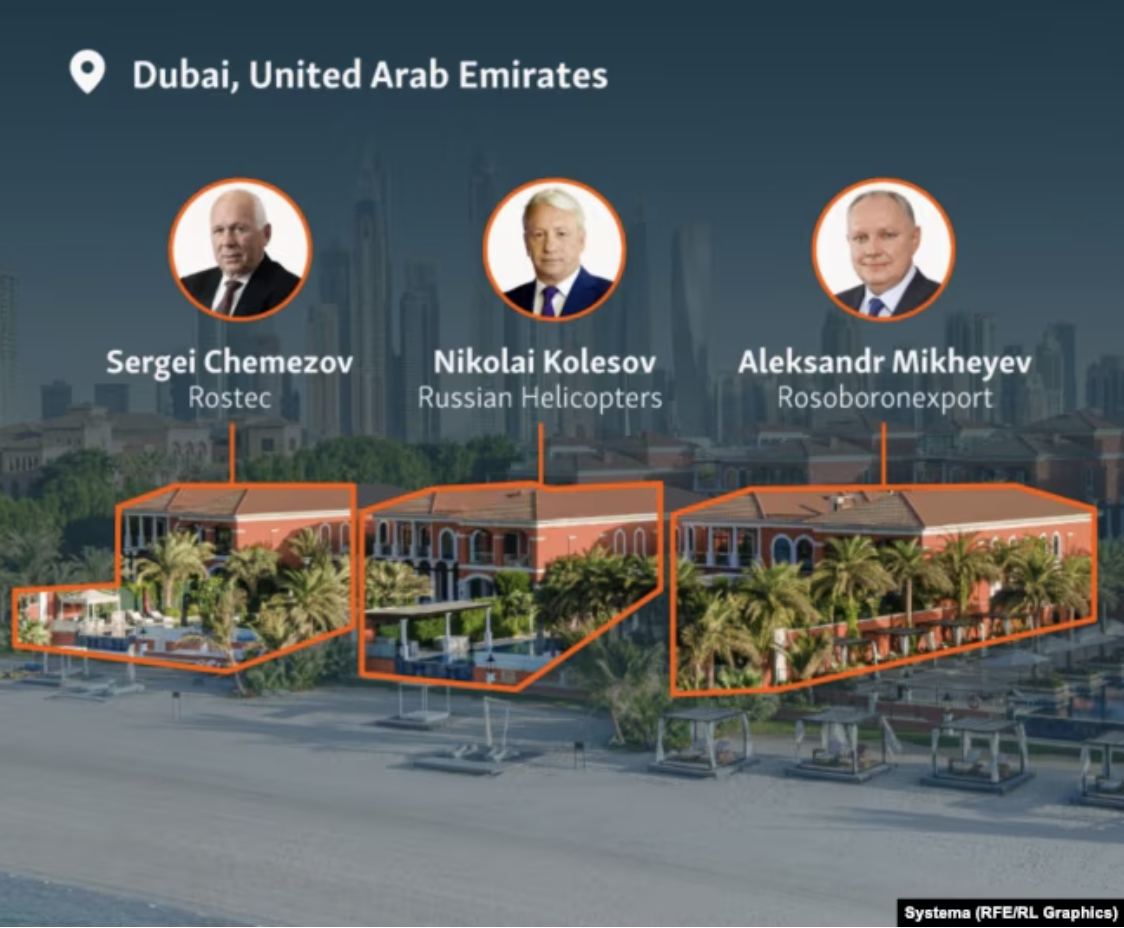 Dubai, United Arab Emirates
Sergei Chemezov
Rostec
Nikolai Kolesov
Russian Helicopters
Aleksandr Mikheyev
Rosoboronexport
Systema (RFE/RL Graphics)